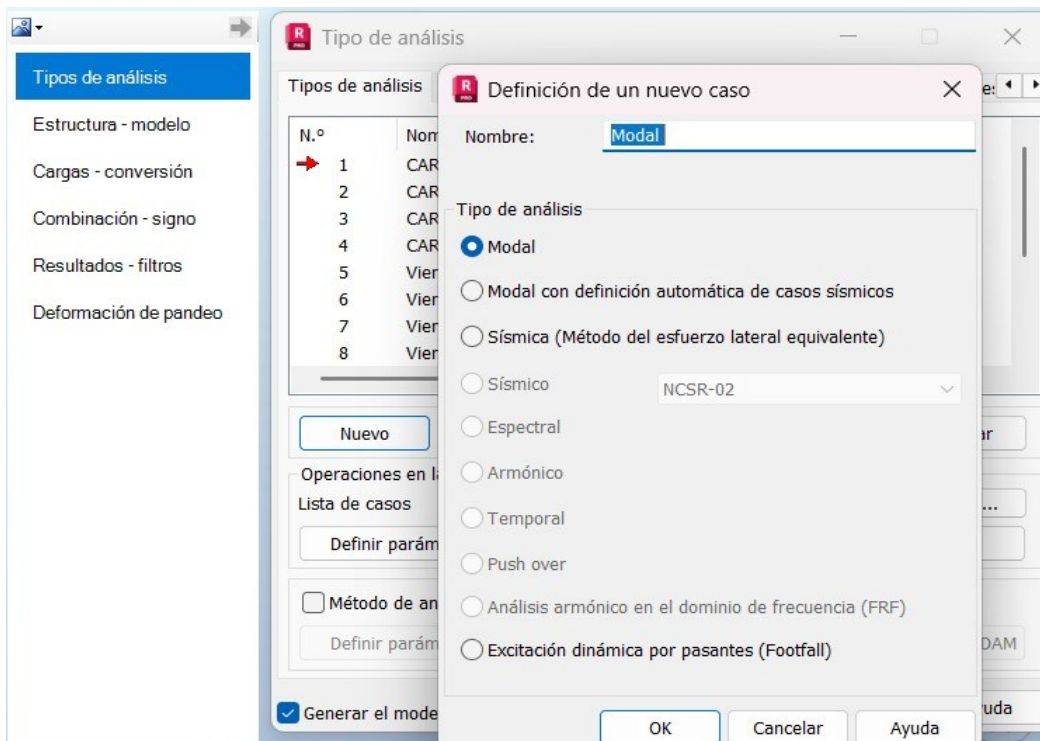 Tipos de análisis
Estructura - modelo
Cargas - conversión
Combinación - signo
Resultados - filtros
Deformación de pandeo
R PRO Tipo de análisis
Tipos de análisis
N.º Nom
1 CAR
2 CAR
3 CAR
4 CAR
5 Vier
6 Vier
7 Vier
8 Vier
Nuevo
Operaciones en la
Lista de casos
...
Definir parám
Método de an
Definir parám
DAM
Generar el mode
R PRO Definición de un nuevo caso
Nombre: Modal
Tipo de análisis
Modal
Modal con definición automática de casos sísmicos
Sísmica (Método del esfuerzo lateral equivalente)
Sísmico NCSR-02
Espectral
Armónico
Temporal
Push over
Análisis armónico en el dominio de frecuencia (FRF)
Excitación dinámica por pasantes (Footfall)
OK Cancelar Ayuda